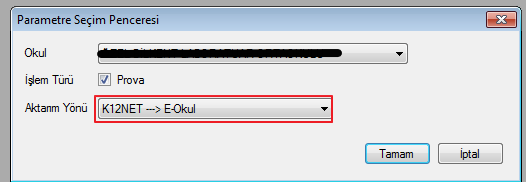 Parametre Seçim Penceresi
Okul
İşlem Türü Prova
Aktarım Yönü K12NET ---> E-Okul
Tamam İptal